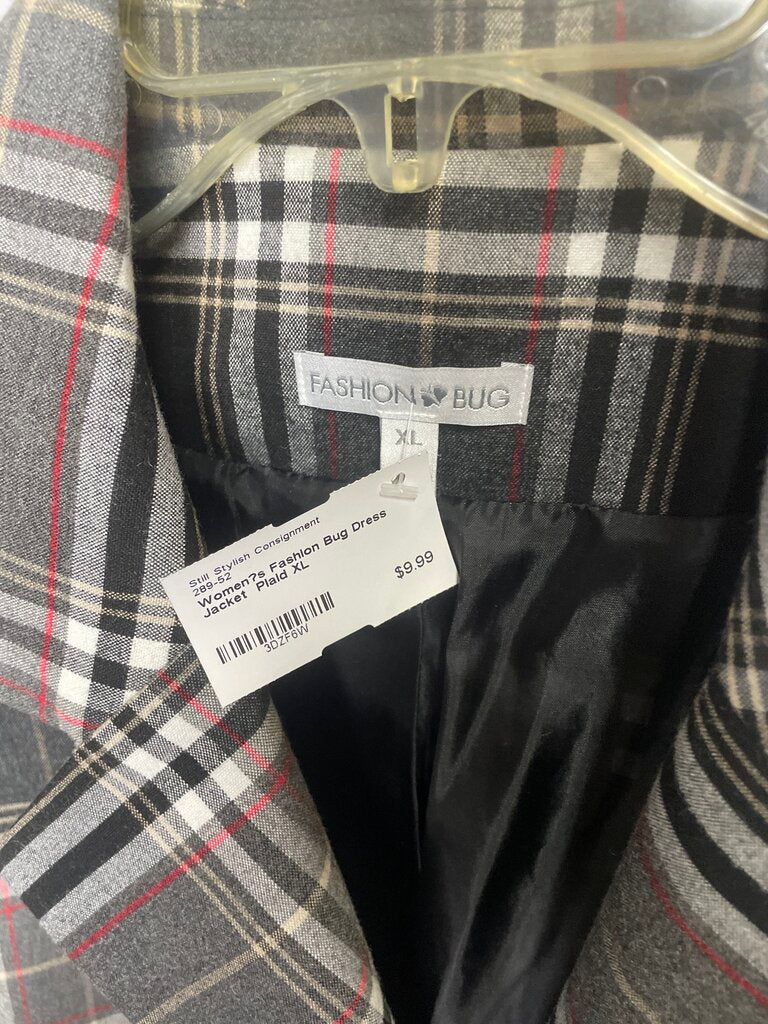 FASHION BUG
XL
Still Stylish Consignment
289-52
Women?s Fashion Bug Dress
Jacket Plaid XL
$9.99
3DZF6W